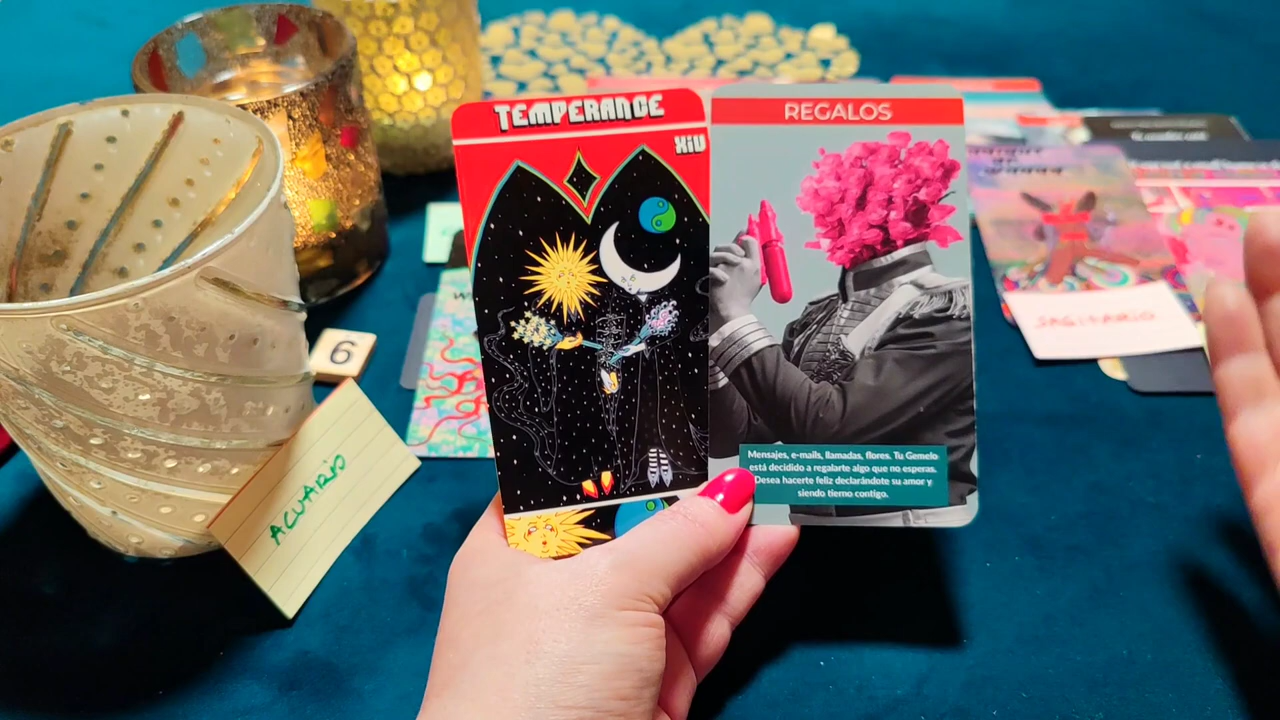 TEMPERANCE
XIV
REGALOS
Mensajes, e-mails, llamadas, flores. Tu Gemelo
está decidido a regalarte algo que no esperas.
Desea hacerte feliz declarándote su amor y
siendo tierno contigo.
6
ACUARIO
SAGITARIO